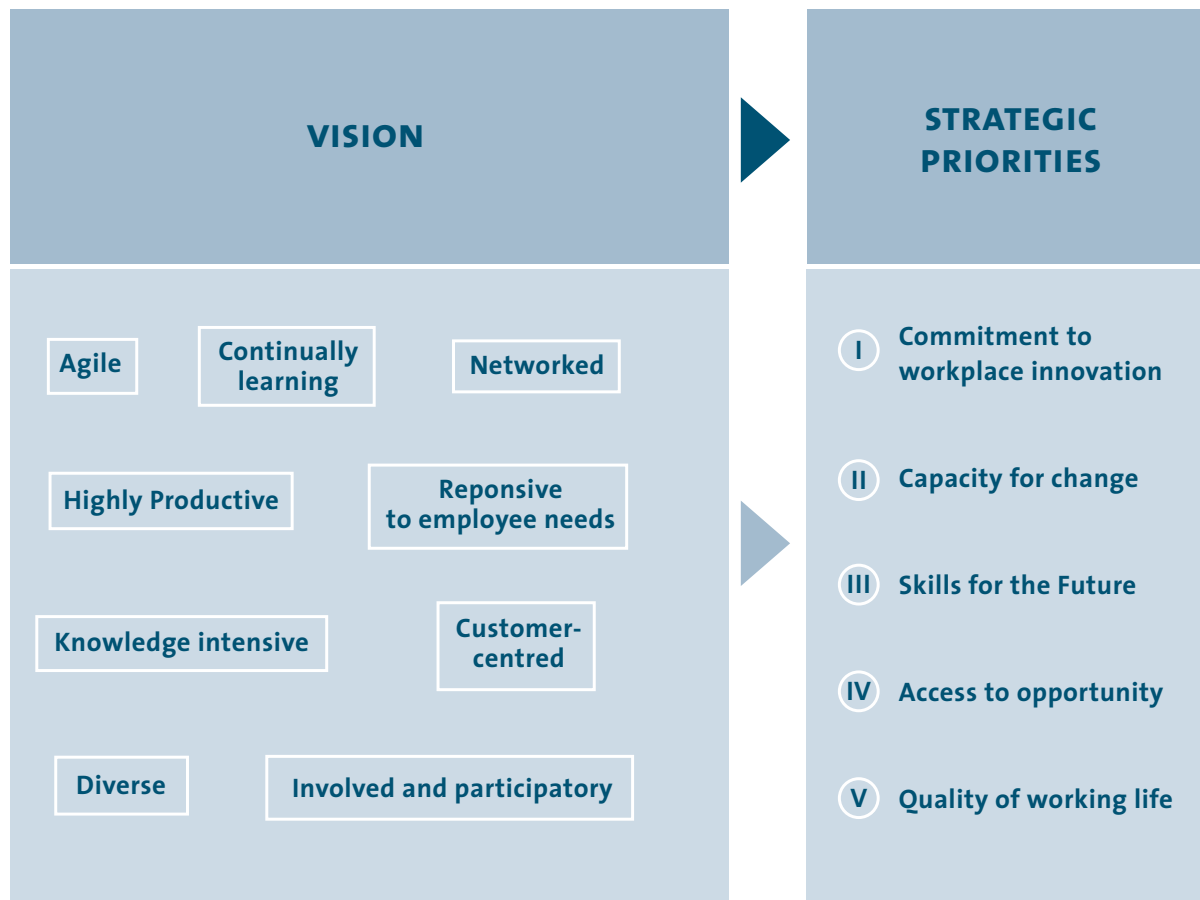 VISION
STRATEGIC
PRIORITIES
Agile
Continually
learning
Networked
Highly Productive
Reponsive
to employee needs
Knowledge intensive
Customer-
centred
Diverse
Involved and participatory
I Commitment to
workplace innovation
II Capacity for change
III Skills for the Future
IV Access to opportunity
V Quality of working life